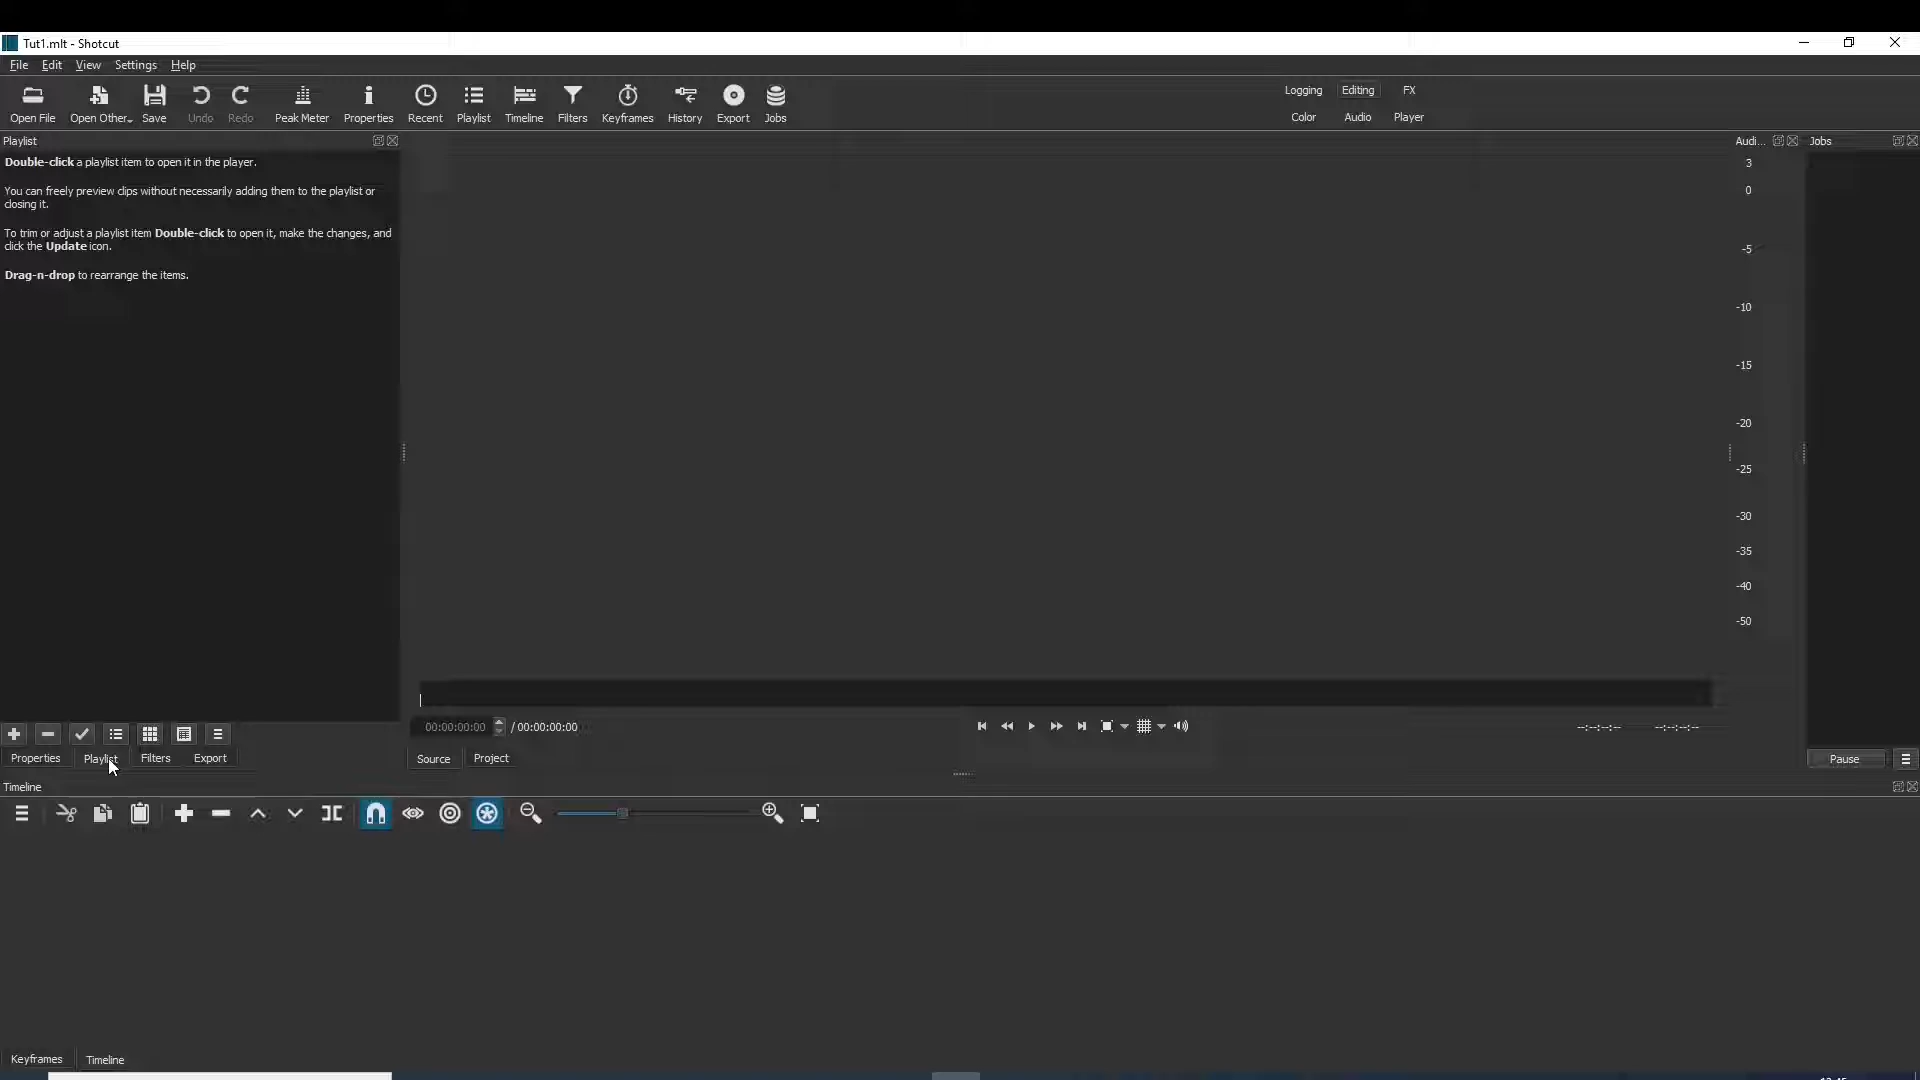 Tut1.mlt - Shotcut
File Edit View Settings Help
Open File Open Other Save Undo Redo Peak Meter Properties Recent Playlist Timeline Filters Keyframes History Export Jobs
Logging Editing FX
Color Audio Player
Playlist
Double-click a playlist item to open it in the player.
You can freely preview clips without necessarily adding them to the playlist or
closing it.
To trim or adjust a playlist item Double-click to open it, make the changes, and
click the Update icon.
Drag-n-drop to rearrange the items.
Audi...
3
0
-5
-10
-15
-20
-25
-30
-35
-40
-50
Jobs
00:00:00:00 / 00:00:00:00
--:--:--:-- --:--:--:--
Properties Playlist Filters Export
Source Project
Pause
Timeline
Keyframes Timeline